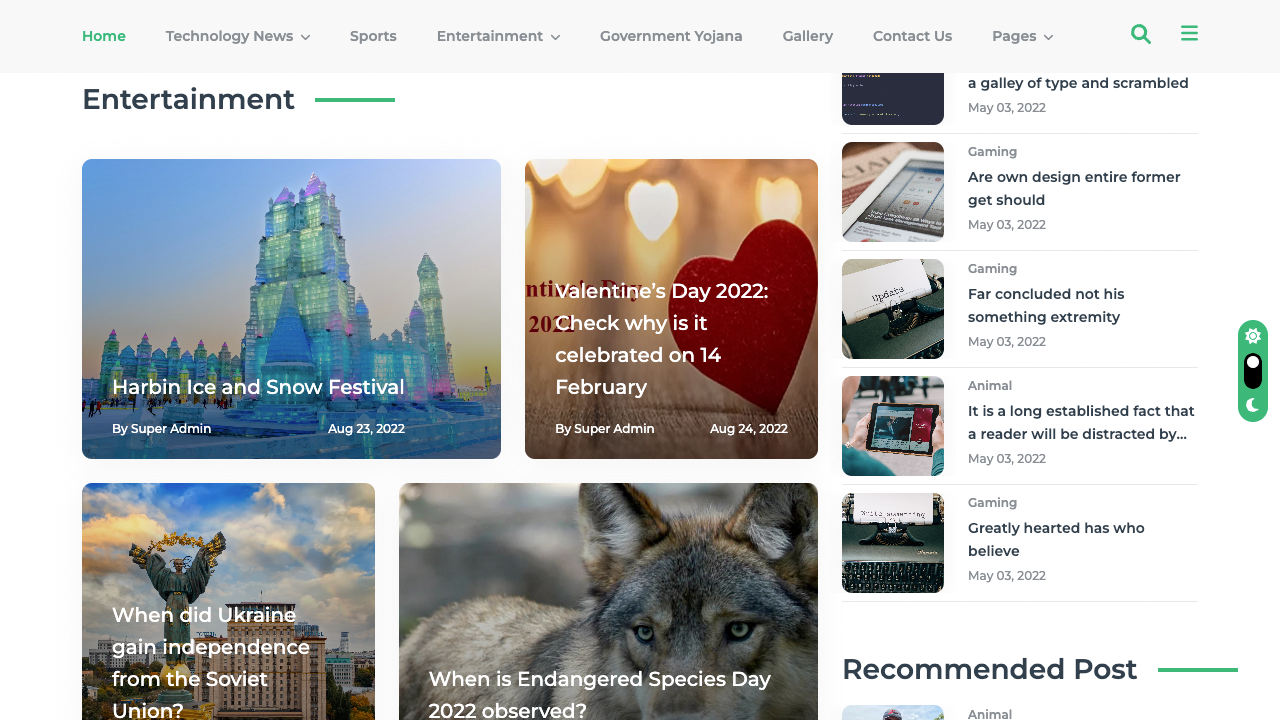 Home
Technology News
Sports
Entertainment
Government Yojana
Gallery
Contact Us
Pages
Entertainment
Harbin Ice and Snow Festival
By Super Admin
Aug 23, 2022
Valentine's Day 2022:
Check why is it
celebrated on 14
February
By Super Admin
Aug 24, 2022
2022
When did Ukraine
gain independence
from the Soviet
Union?
When is Endangered Species Day
2022 observed?
a galley of type and scrambled
May 03, 2022
Gaming
Are own design entire former
get should
May 03, 2022
Gaming
Far concluded not his
something extremity
May 03, 2022
Update
Animal
It is a long established fact that
a reader will be distracted by...
May 03, 2022
Gaming
Greatly hearted has who
believe
May 03, 2022
Write something
Recommended Post
Animal